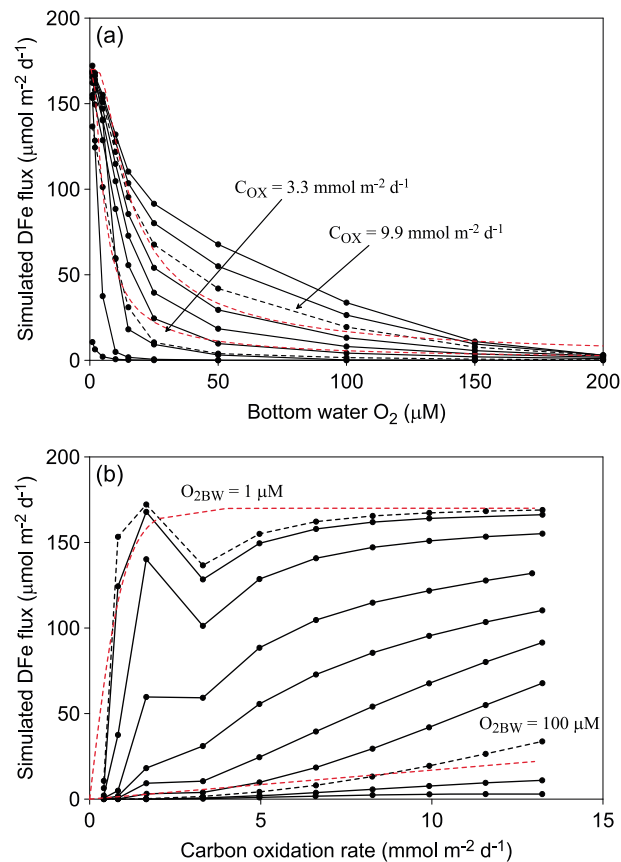 (a)
200
150
100
50
0
Simulated DFe flux (μmol m⁻² d⁻¹)
C_OX = 3.3 mmol m⁻² d⁻¹
C_OX = 9.9 mmol m⁻² d⁻¹
0 50 100 150 200
Bottom water O₂ (μM)
(b)
200
150
100
50
0
Simulated DFe flux (μmol m⁻² d⁻¹)
O₂BW = 1 μM
O₂BW = 100 μM
0 5 10 15
Carbon oxidation rate (mmol m⁻² d⁻¹)